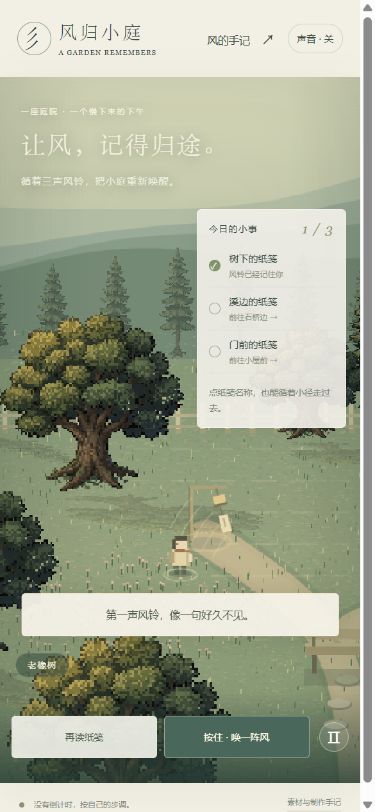 风归小庭
A GARDEN REMEMBERS
风的手记 ↗
声音·关
一座庭院 · 一个慢下来的下午
让风，记得归途。
循着三声风铃，把小庭重新唤醒。
今日的小事
1 / 3
树下的纸笺
风铃已经记住你
溪边的纸笺
前往石桥边 →
门前的纸笺
前往小屋前 →
点纸笺名称，也能循着小径走过
去。
第一声风铃，像一句好久不见。
老橡树
再读纸笺
按住 · 唤一阵风
没有倒计时，按自己的步调。
素材与制作手记